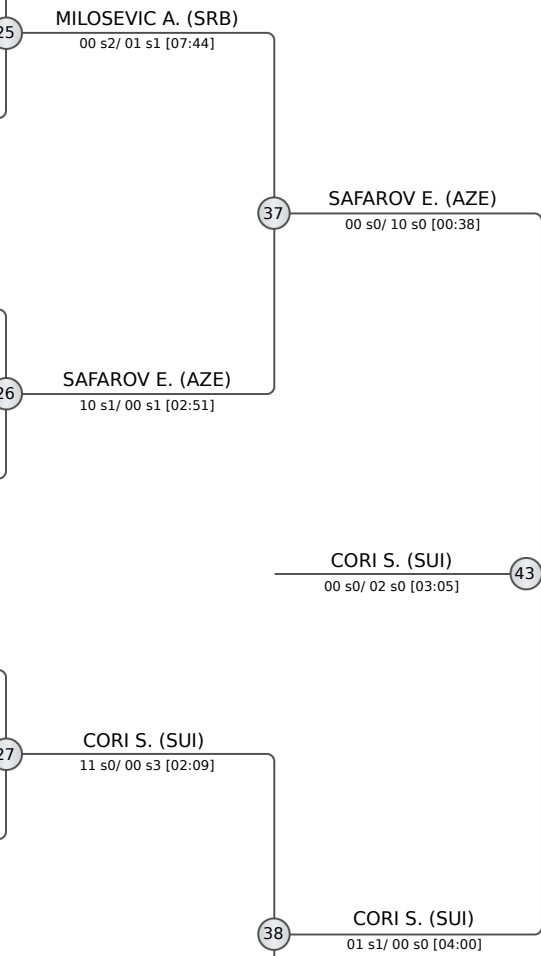 25
MILOSEVIC A. (SRB)
00 s2/ 01 s1 [07:44]
37
SAFAROV E. (AZE)
00 s0/ 10 s0 [00:38]
26
SAFAROV E. (AZE)
10 s1/ 00 s1 [02:51]
CORI S. (SUI)
00 s0/ 02 s0 [03:05]
43
27
CORI S. (SUI)
11 s0/ 00 s3 [02:09]
38
CORI S. (SUI)
01 s1/ 00 s0 [04:00]